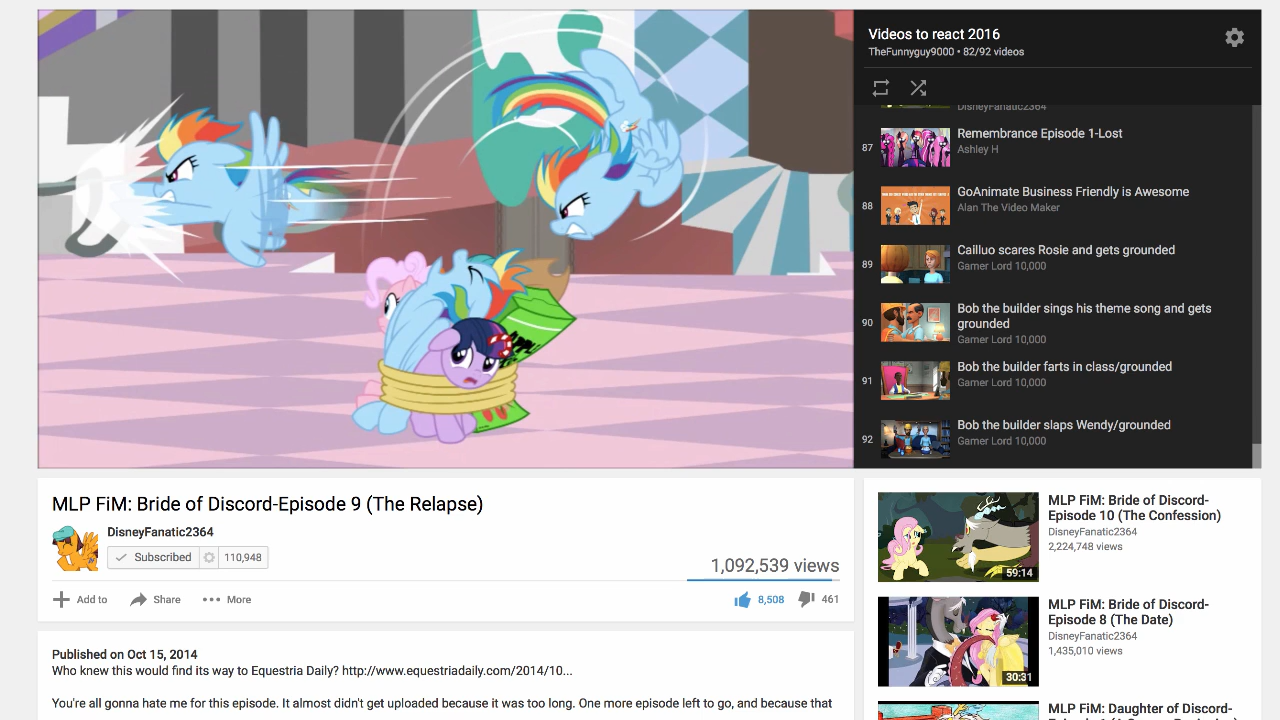 Videos to react 2016
TheFunnyguy9000 • 82/92 videos
DisneyFanatic2364
87
Remembrance Episode 1-Lost
Ashley H
88
GoAnimate Business Friendly is Awesome
Alan The Video Maker
89
Cailluo scares Rosie and gets grounded
Gamer Lord 10,000
90
Bob the builder sings his theme song and gets
grounded
Gamer Lord 10,000
91
Bob the builder farts in class/grounded
Gamer Lord 10,000
92
Bob the builder slaps Wendy/grounded
Gamer Lord 10,000
MLP FiM: Bride of Discord-Episode 9 (The Relapse)
DisneyFanatic2364
Subscribed 110,948
1,092,539 views
Add to Share More 8,508 461
Published on Oct 15, 2014
Who knew this would find its way to Equestria Daily? http://www.equestriadaily.com/2014/10...
You're all gonna hate me for this episode. It almost didn't get uploaded because it was too long. One more episode left to go, and because that
MLP FiM: Bride of Discord-
Episode 10 (The Confession)
DisneyFanatic2364
2,224,748 views
59:14
MLP FiM: Bride of Discord-
Episode 8 (The Date)
DisneyFanatic2364
1,435,010 views
30:31
MLP FiM: Daughter of Discord-